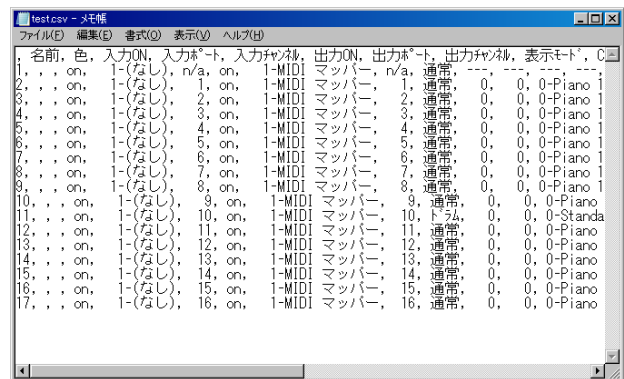 test.csv - メモ帳
ファイル(F) 編集(E) 書式(O) 表示(V) ヘルプ(H)
, 名前, 色, 入力ON, 入力ﾎﾟｰﾄ, 入力ﾁｬﾝﾈﾙ, 出力ON, 出力ﾎﾟｰﾄ, 出力ﾁｬﾝﾈﾙ, 表示ﾓｰﾄﾞ, C
1, , , on, 1-(なし), n/a, on, 1-MIDI マッパー, n/a, 通常, ---, ---, ---,
2, , , on, 1-(なし), 1, on, 1-MIDI マッパー, 1, 通常, 0, 0, 0-Piano 1
3, , , on, 1-(なし), 2, on, 1-MIDI マッパー, 2, 通常, 0, 0, 0-Piano 1
4, , , on, 1-(なし), 3, on, 1-MIDI マッパー, 3, 通常, 0, 0, 0-Piano 1
5, , , on, 1-(なし), 4, on, 1-MIDI マッパー, 4, 通常, 0, 0, 0-Piano 1
6, , , on, 1-(なし), 5, on, 1-MIDI マッパー, 5, 通常, 0, 0, 0-Piano 1
7, , , on, 1-(なし), 6, on, 1-MIDI マッパー, 6, 通常, 0, 0, 0-Piano 1
8, , , on, 1-(なし), 7, on, 1-MIDI マッパー, 7, 通常, 0, 0, 0-Piano 1
9, , , on, 1-(なし), 8, on, 1-MIDI マッパー, 8, 通常, 0, 0, 0-Piano 1
10, , , on, 1-(なし), 9, on, 1-MIDI マッパー, 9, 通常, 0, 0, 0-Piano
11, , , on, 1-(なし), 10, on, 1-MIDI マッパー, 10, ﾄﾞﾗﾑ, 0, 0, 0-Standa
12, , , on, 1-(なし), 11, on, 1-MIDI マッパー, 11, 通常, 0, 0, 0-Piano
13, , , on, 1-(なし), 12, on, 1-MIDI マッパー, 12, 通常, 0, 0, 0-Piano
14, , , on, 1-(なし), 13, on, 1-MIDI マッパー, 13, 通常, 0, 0, 0-Piano
15, , , on, 1-(なし), 14, on, 1-MIDI マッパー, 14, 通常, 0, 0, 0-Piano
16, , , on, 1-(なし), 15, on, 1-MIDI マッパー, 15, 通常, 0, 0, 0-Piano
17, , , on, 1-(なし), 16, on, 1-MIDI マッパー, 16, 通常, 0, 0, 0-Piano